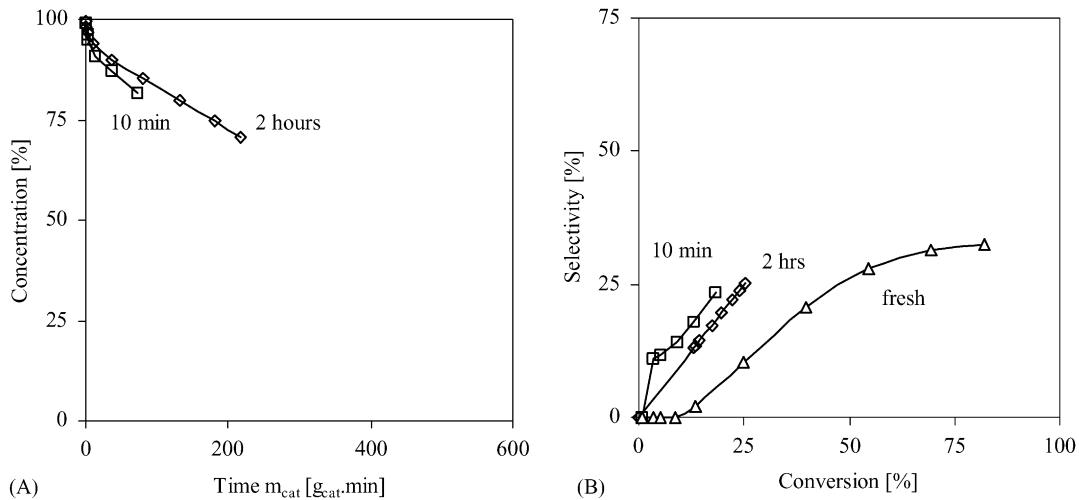 100
75
50
25
0
Concentration [%]
10 min
2 hours
0
200
400
600
Time m_cat [g_cat.min]
(A)
75
50
25
0
Selectivity [%]
10 min
2 hrs
fresh
0
25
50
75
100
Conversion [%]
(B)